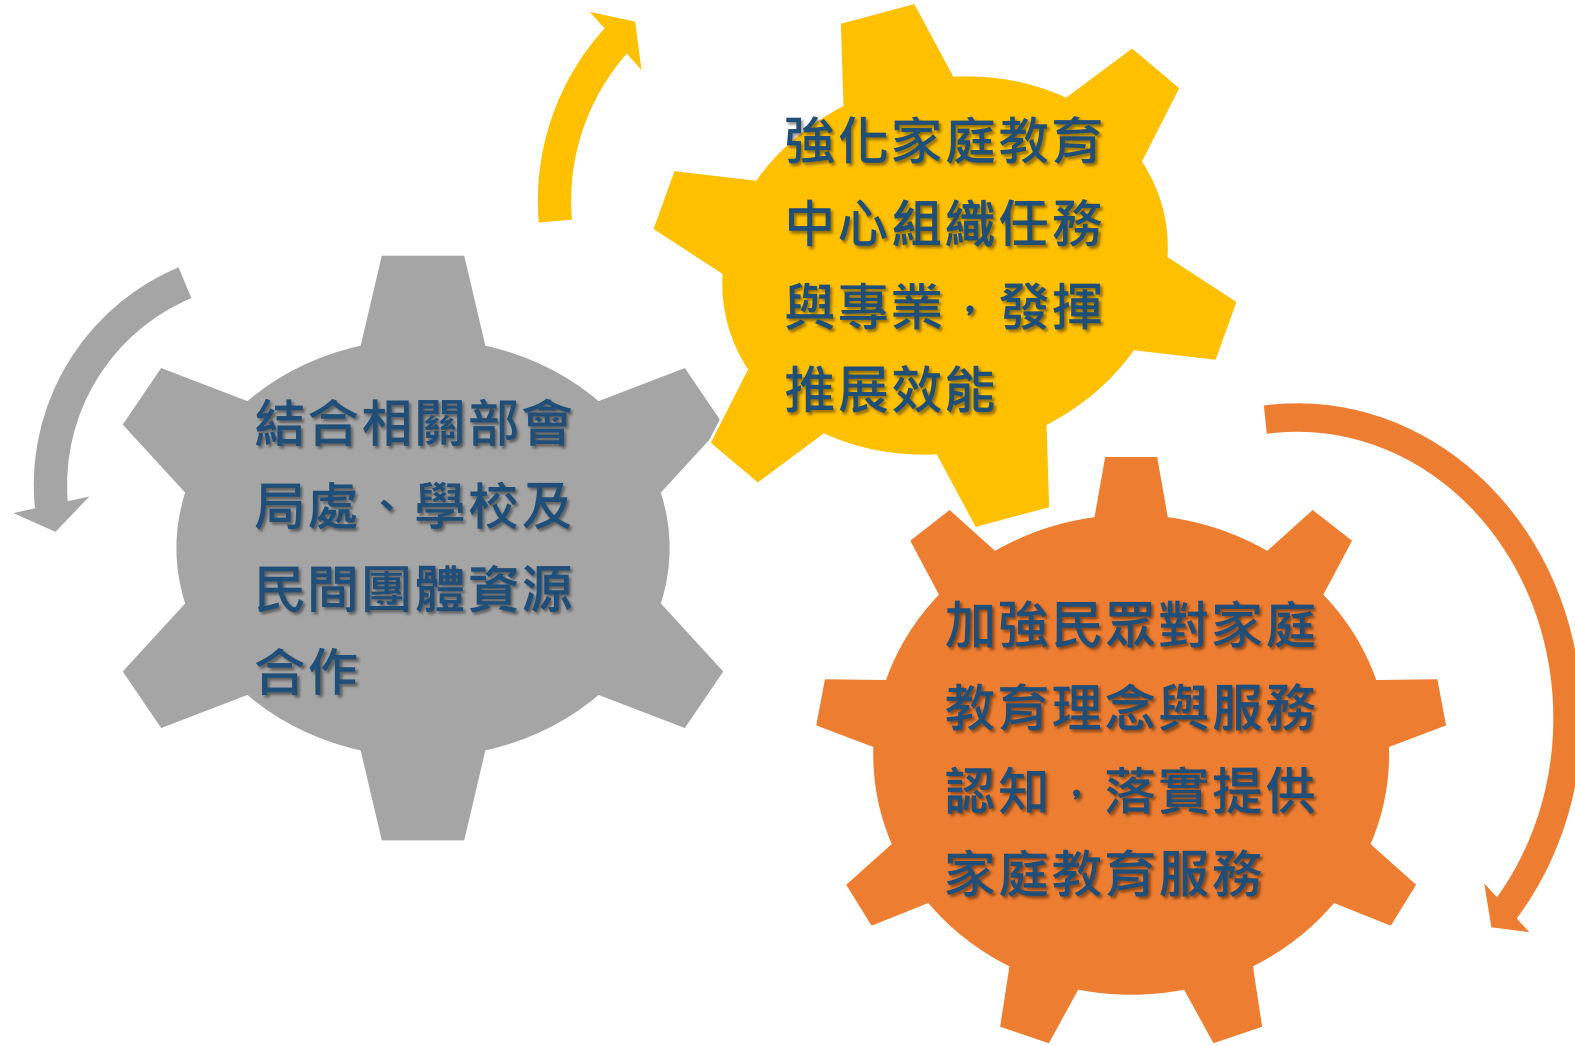 強化家庭教育
中心組織任務
與專業，發揮
推展效能
結合相關部會
局處、學校及
民間團體資源
合作
加強民眾對家庭
教育理念與服務
認知，落實提供
家庭教育服務